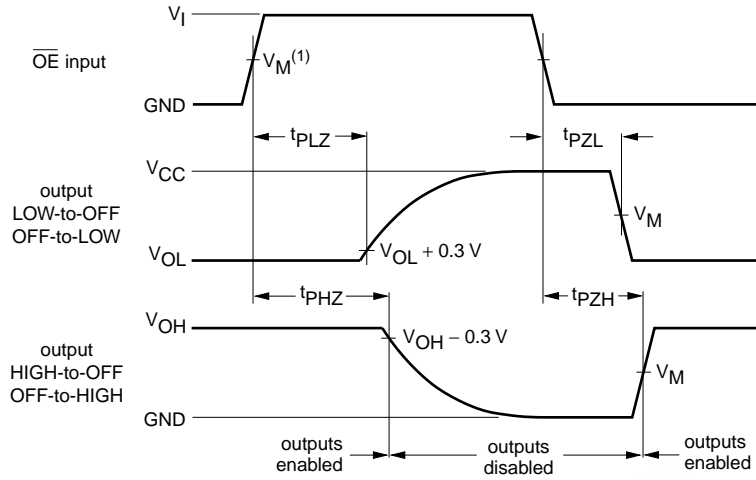 V_I
OE input
V_M(1)
GND
t_PLZ
t_PZL
V_CC
output
LOW-to-OFF
OFF-to-LOW
V_M
V_OL + 0.3 V
V_OL
t_PHZ
t_PZH
V_OH
V_OH − 0.3 V
output
HIGH-to-OFF
OFF-to-HIGH
V_M
GND
outputs
enabled
outputs
disabled
outputs
enabled